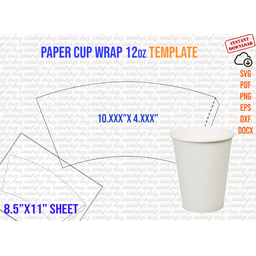 PAPER CUP WRAP 12oz TEMPLATE
INSTANT
DOWNLOAD
SVG
PDF
PNG
EPS
DXF
DOCX
10.XXX"X 4.XXX"
8.5"X11" SHEET